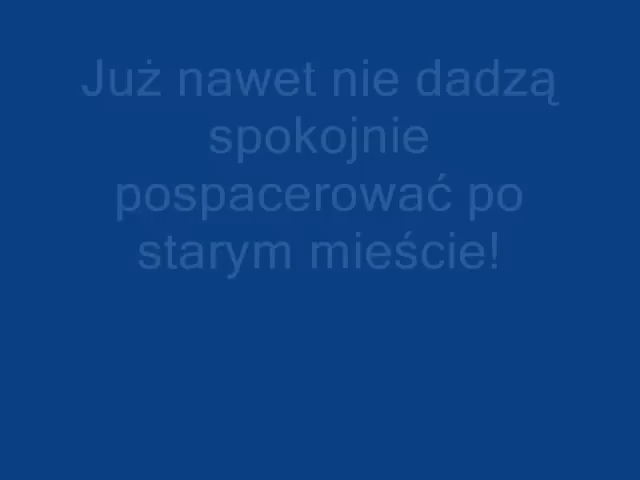 Już nawet nie dadzą
spokojnie
pospacerować po
starym mieście!